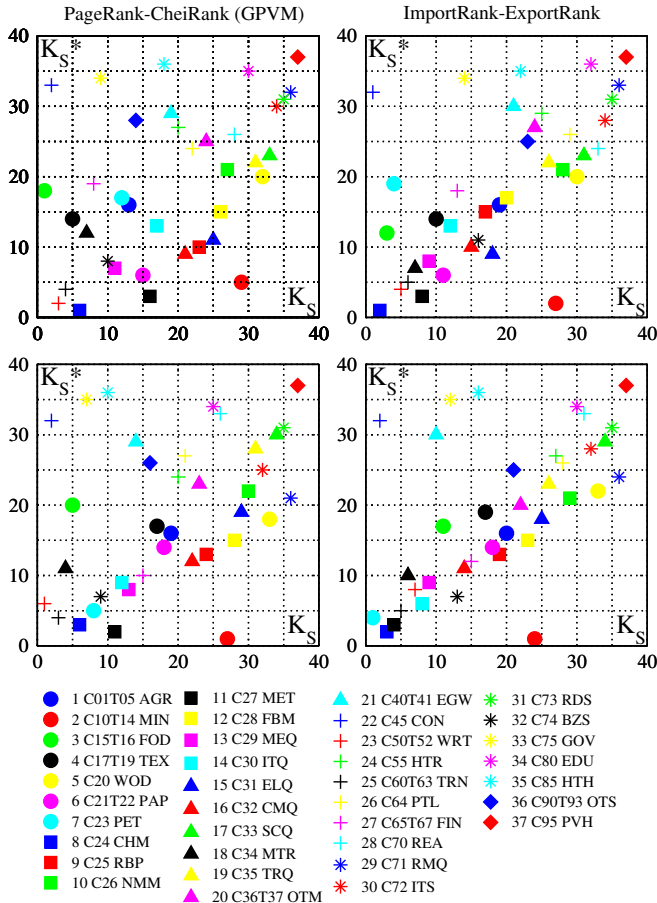 PageRank-CheiRank (GPVM)
ImportRank-ExportRank
40
30
20
10
0
K_S*
K_S
0 10 20 30 40
40
30
20
10
0
K_S*
K_S
0 10 20 30 40
40
30
20
10
0
K_S*
K_S
0 10 20 30 40
40
30
20
10
0
K_S*
K_S
0 10 20 30 40
1 C01T05 AGR
2 C10T14 MIN
3 C15T16 FOD
4 C17T19 TEX
5 C20 WOD
6 C21T22 PAP
7 C23 PET
8 C24 CHM
9 C25 RBP
10 C26 NMM
11 C27 MET
12 C28 FBM
13 C29 MEQ
14 C30 ITQ
15 C31 ELQ
16 C32 CMQ
17 C33 SCQ
18 C34 MTR
19 C35 TRQ
20 C36T37 OTM
21 C40T41 EGW
22 C45 CON
23 C50T52 WRT
24 C55 HTR
25 C60T63 TRN
26 C64 PTL
27 C65T67 FIN
28 C70 REA
29 C71 RMQ
30 C72 ITS
31 C73 RDS
32 C74 BZS
33 C75 GOV
34 C80 EDU
35 C85 HTH
36 C90T93 OTS
37 C95 PVH